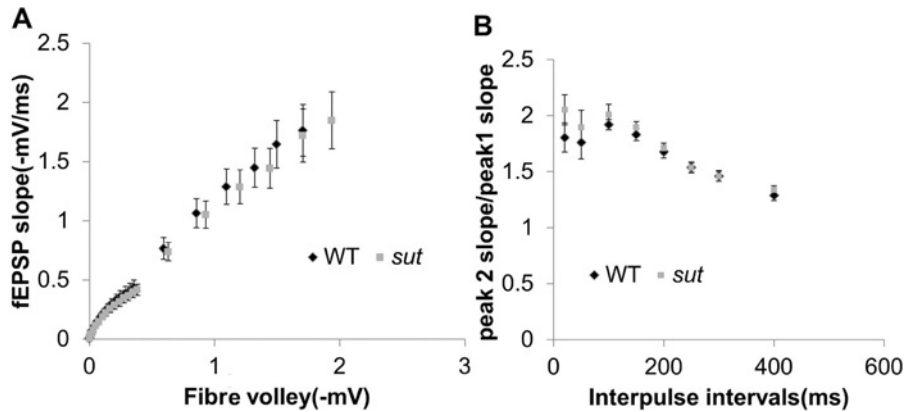 A
fEPSP slope(-mV/ms)
2.5
2
1.5
1
0.5
0
0
1
2
3
Fibre volley(-mV)
WT
sut
B
peak 2 slope/peak1 slope
2.5
2
1.5
1
0.5
0
0
200
400
600
Interpulse intervals(ms)
WT
sut